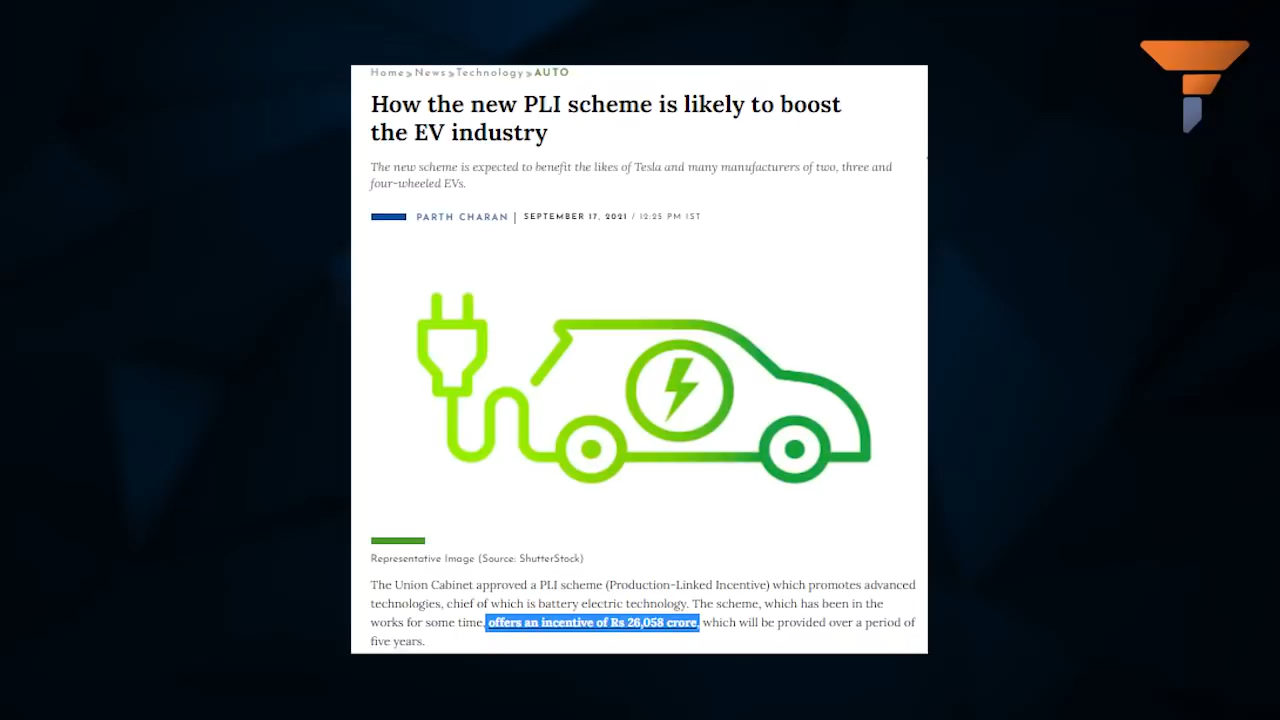 Home»News»Technology»AUTO
How the new PLI scheme is likely to boost
the EV industry
The new scheme is expected to benefit the likes of Tesla and many manufacturers of two, three and
four-wheeled EVs.
PARTH CHARAN | SEPTEMBER 17, 2021 / 12:25 PM IST
Representative Image (Source: ShutterStock)
The Union Cabinet approved a PLI scheme (Production-Linked Incentive) which promotes advanced
technologies, chief of which is battery electric technology. The scheme, which has been in the
works for some time, offers an incentive of Rs 26,058 crore, which will be provided over a period of
five years.